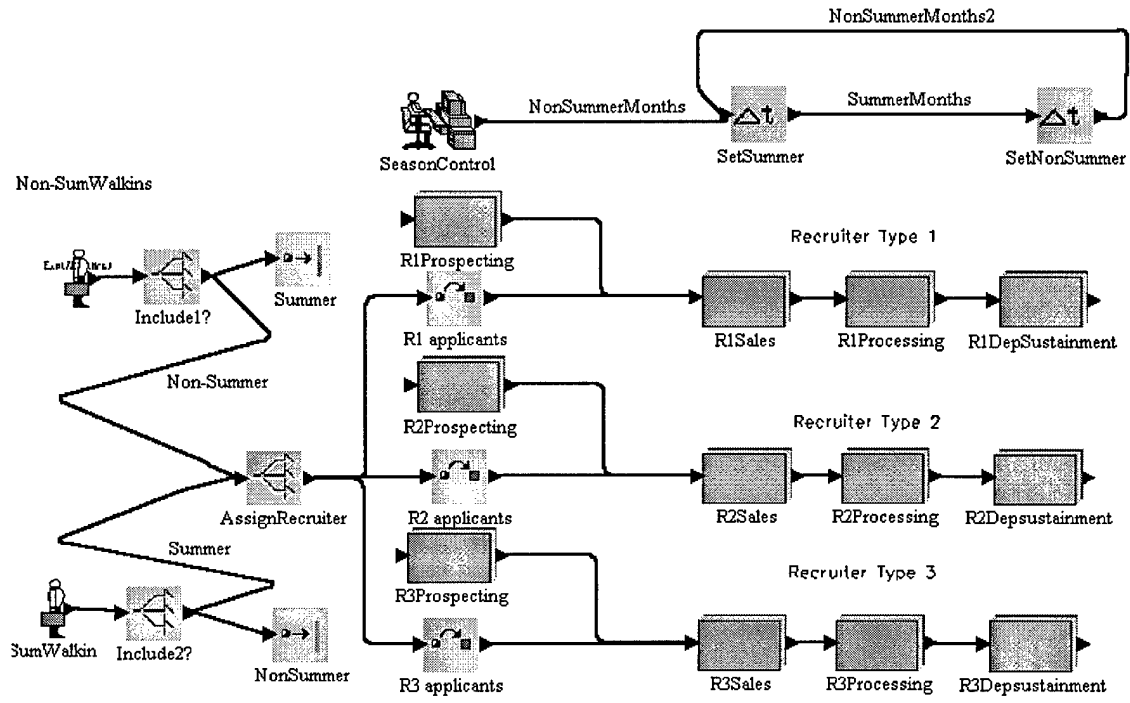 NonSummerMonths2
NonSummerMonths
SummerMonths
Δt
Δt
SeasonControl
SetSummer
SetNonSummer
Non-SumWalkins
R1Prospecting
Recruiter Type 1
Include1?
Summer
R1 applicants
R1Sales
R1Processing
R1DepSustainment
Non-Summer
R2Prospecting
Recruiter Type 2
AssignRecruiter
R2 applicants
R2Sales
R2Processing
R2Depsustainment
Summer
R3Prospecting
Recruiter Type 3
SumWalkin
Include2?
NonSummer
R3 applicants
R3Sales
R3Processing
R3Depsustainment